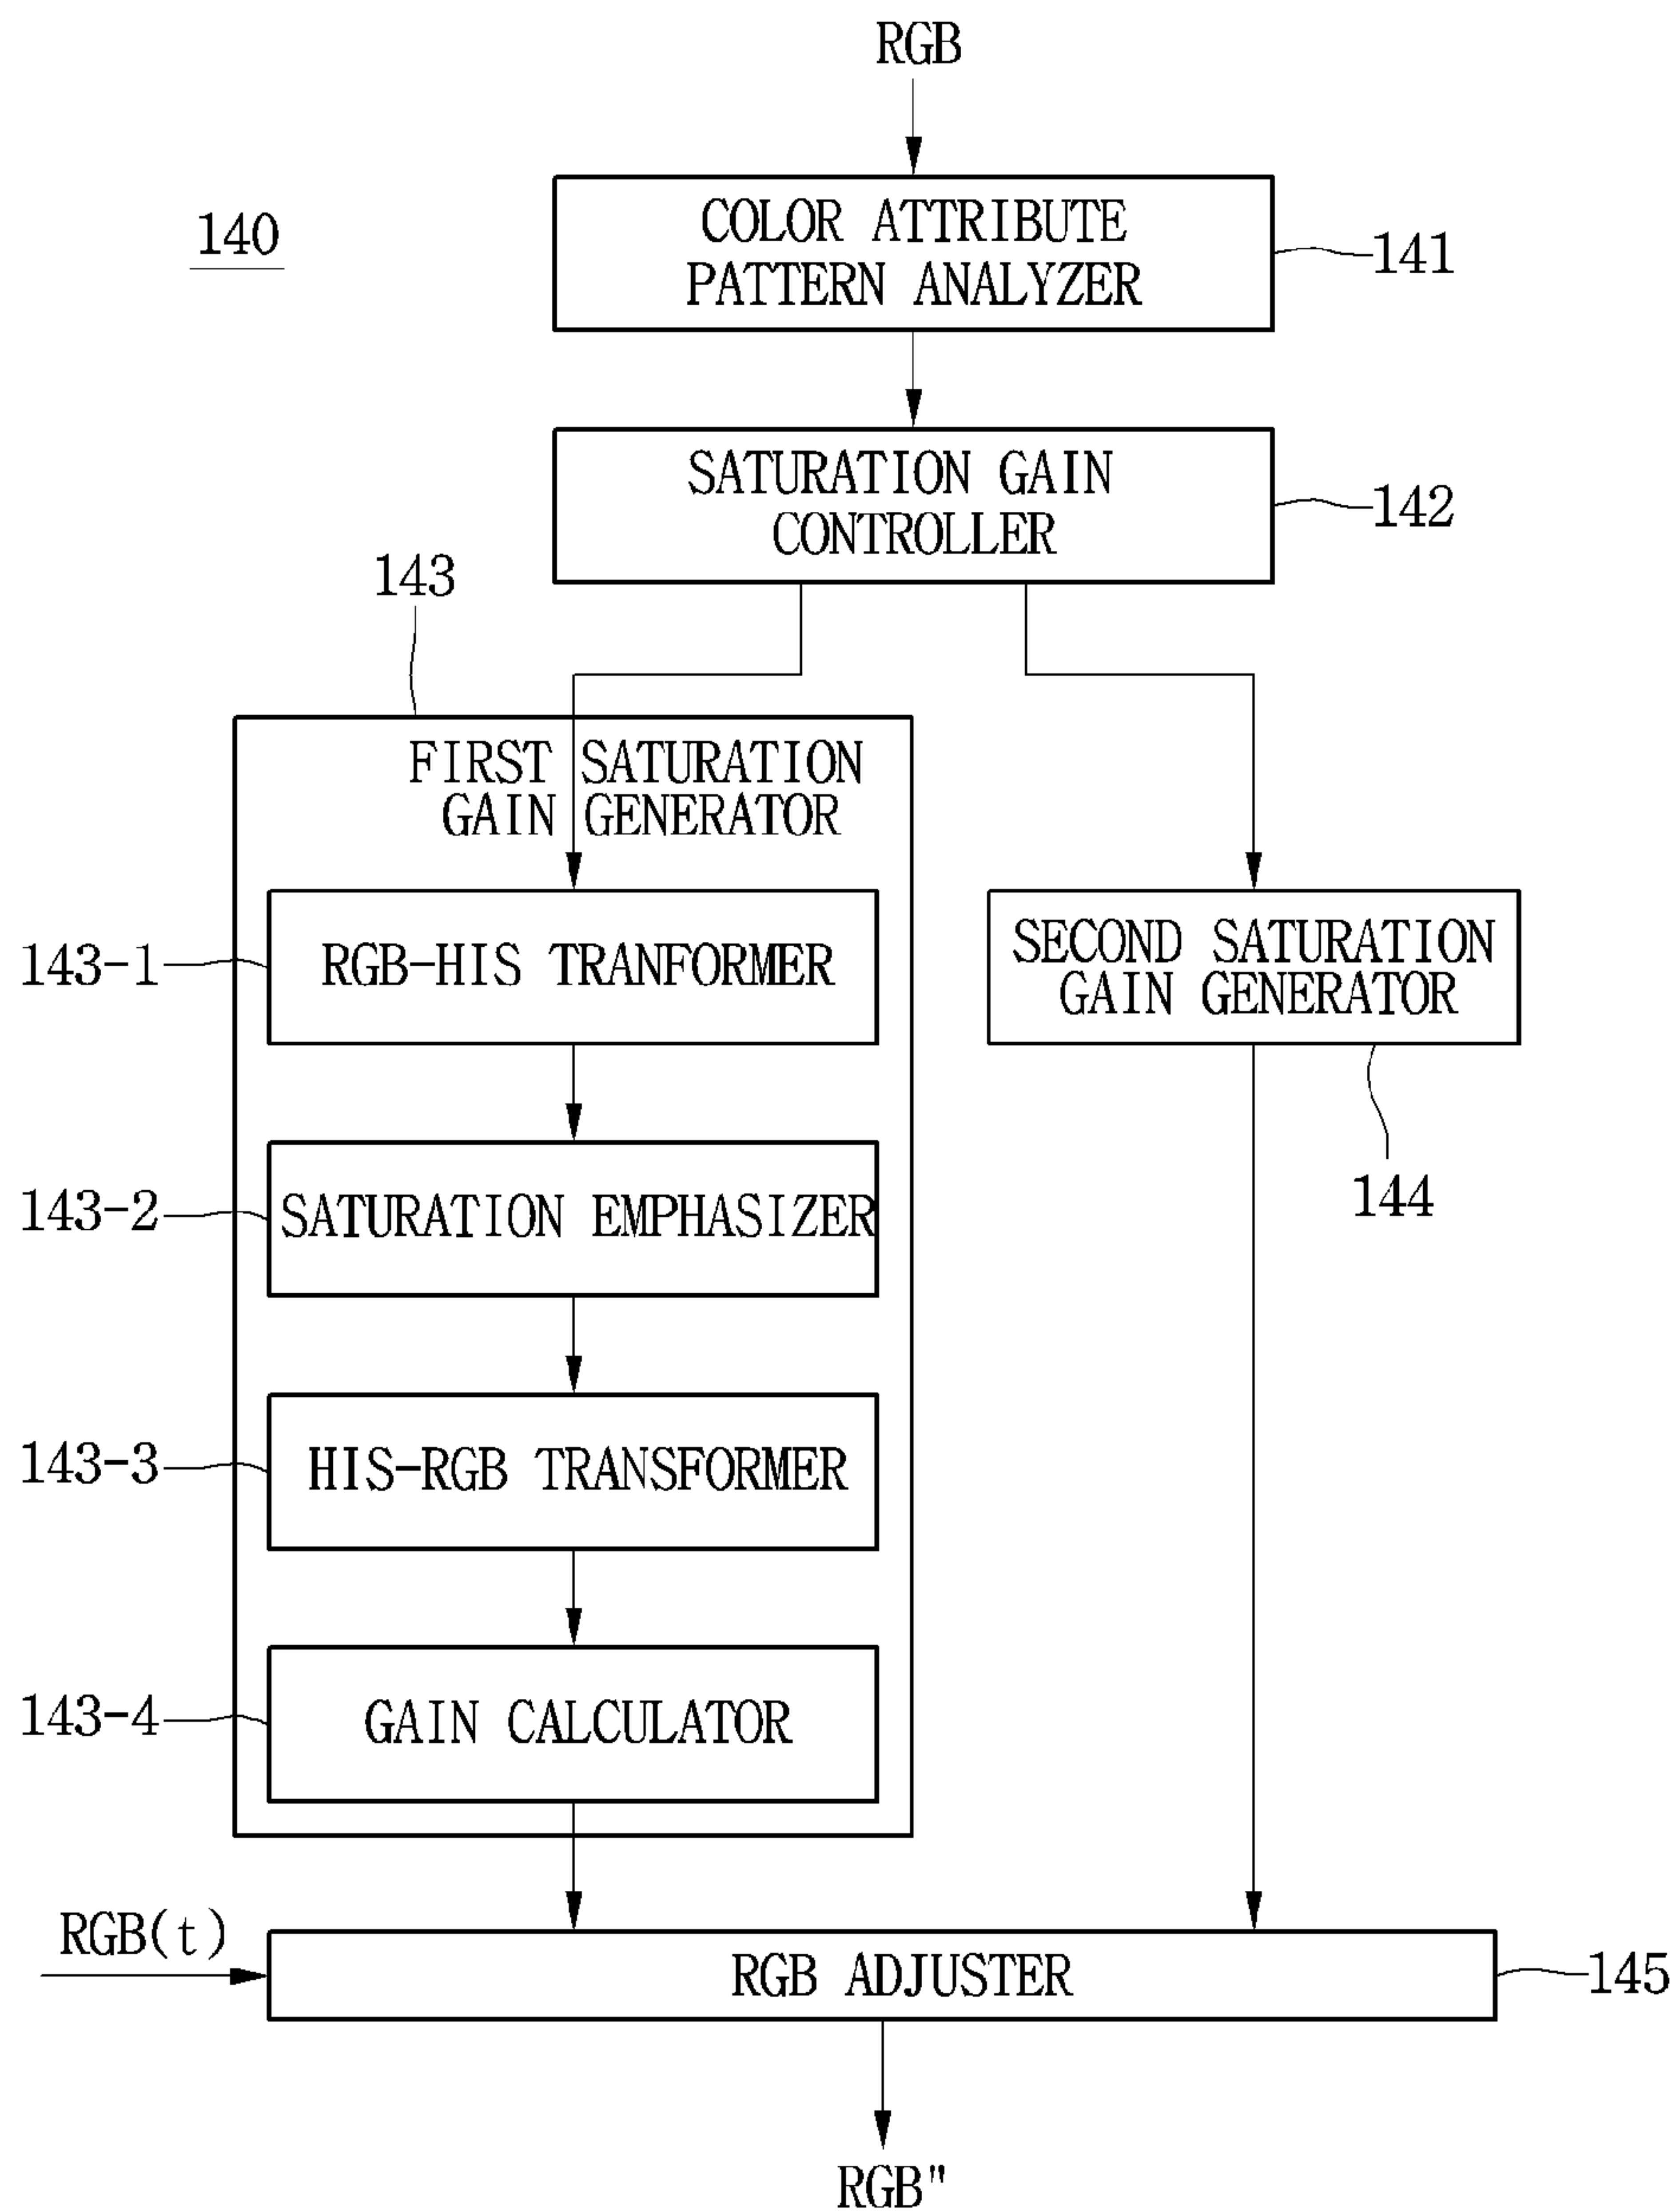 RGB
140
COLOR ATTRIBUTE
PATTERN ANALYZER
141
SATURATION GAIN
CONTROLLER
142
143
FIRST SATURATION
GAIN GENERATOR
143-1
RGB-HIS TRANFORMER
SECOND SATURATION
GAIN GENERATOR
144
143-2
SATURATION EMPHASIZER
143-3
HIS-RGB TRANSFORMER
143-4
GAIN CALCULATOR
RGB(t)
RGB ADJUSTER
145
RGB"